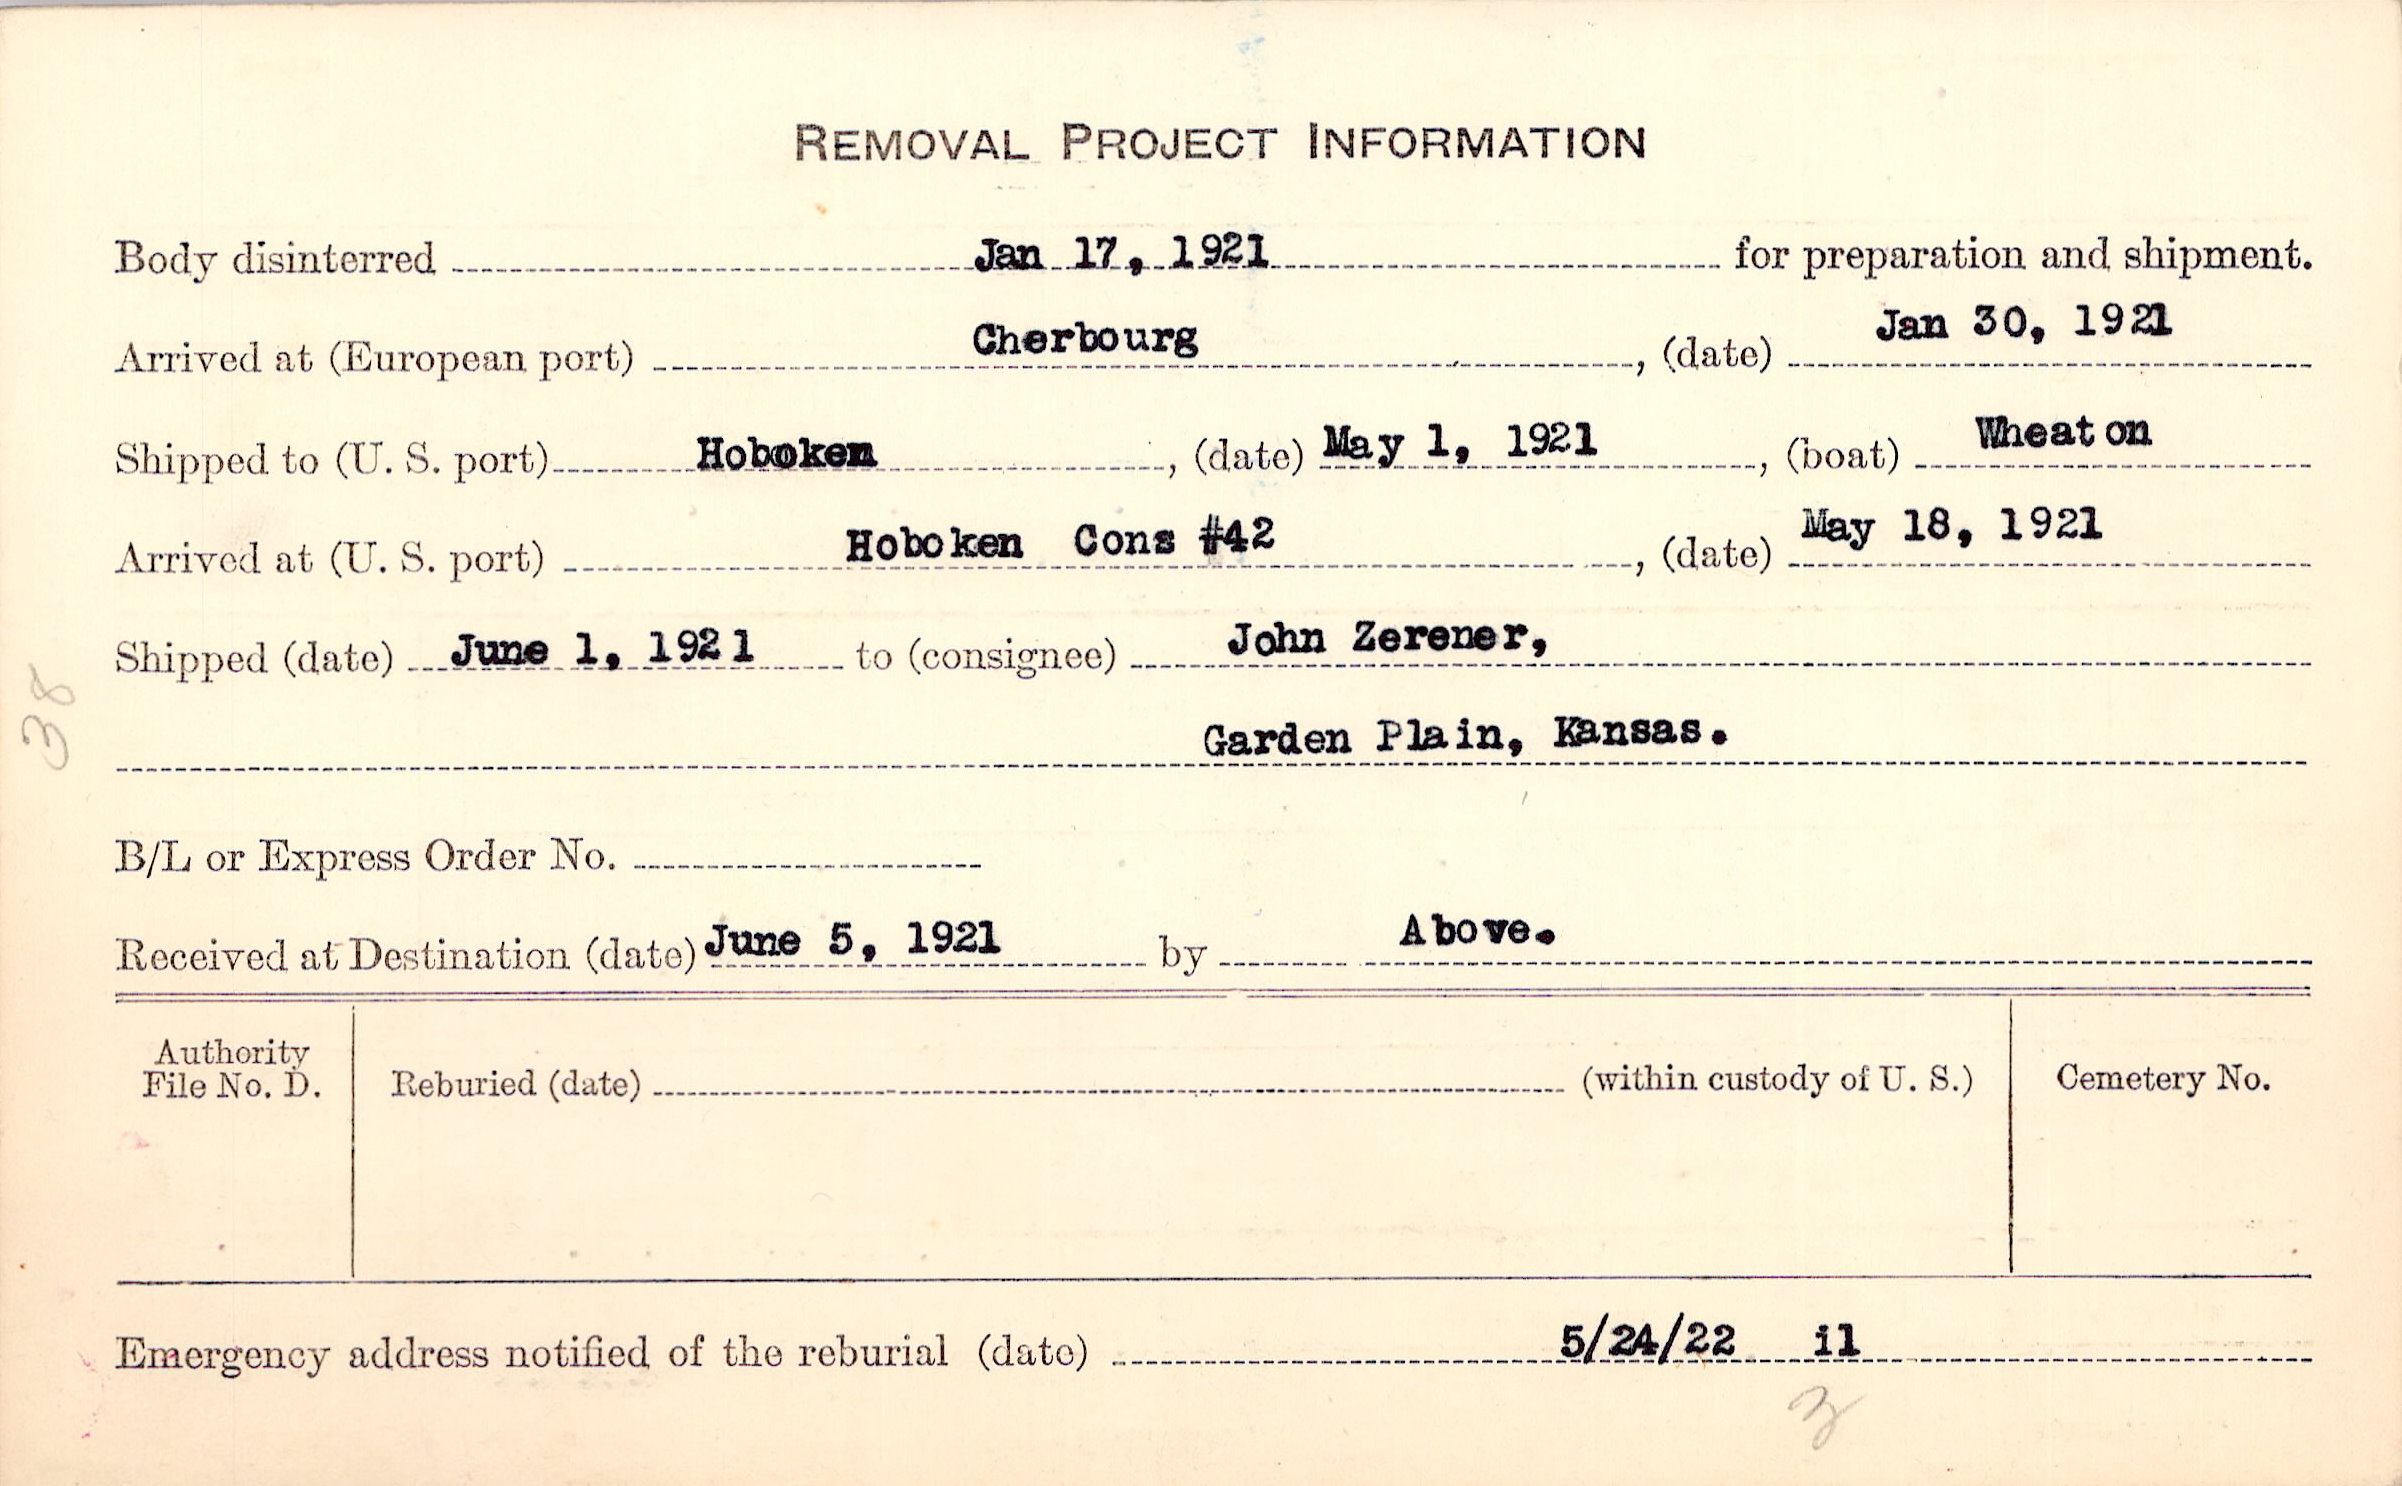 REMOVAL PROJECT INFORMATION
Body disinterred Jan 17, 1921 for preparation and shipment.
Arrived at (European port) Cherbourg, (date) Jan 30, 1921
Shipped to (U. S. port) Hoboken, (date) May 1, 1921, (boat) Wheaton
Arrived at (U. S. port) Hoboken Cons #42, (date) May 18, 1921
Shipped (date) June 1, 1921 to (consignee) John Zerener,
Garden Plain, Kansas.
38
B/L or Express Order No.
Received at Destination (date) June 5, 1921 by Above.
Authority
File No. D.
Reburied (date) (within custody of U. S.)
Cemetery No.
Emergency address notified of the reburial (date) 5/24/22 il